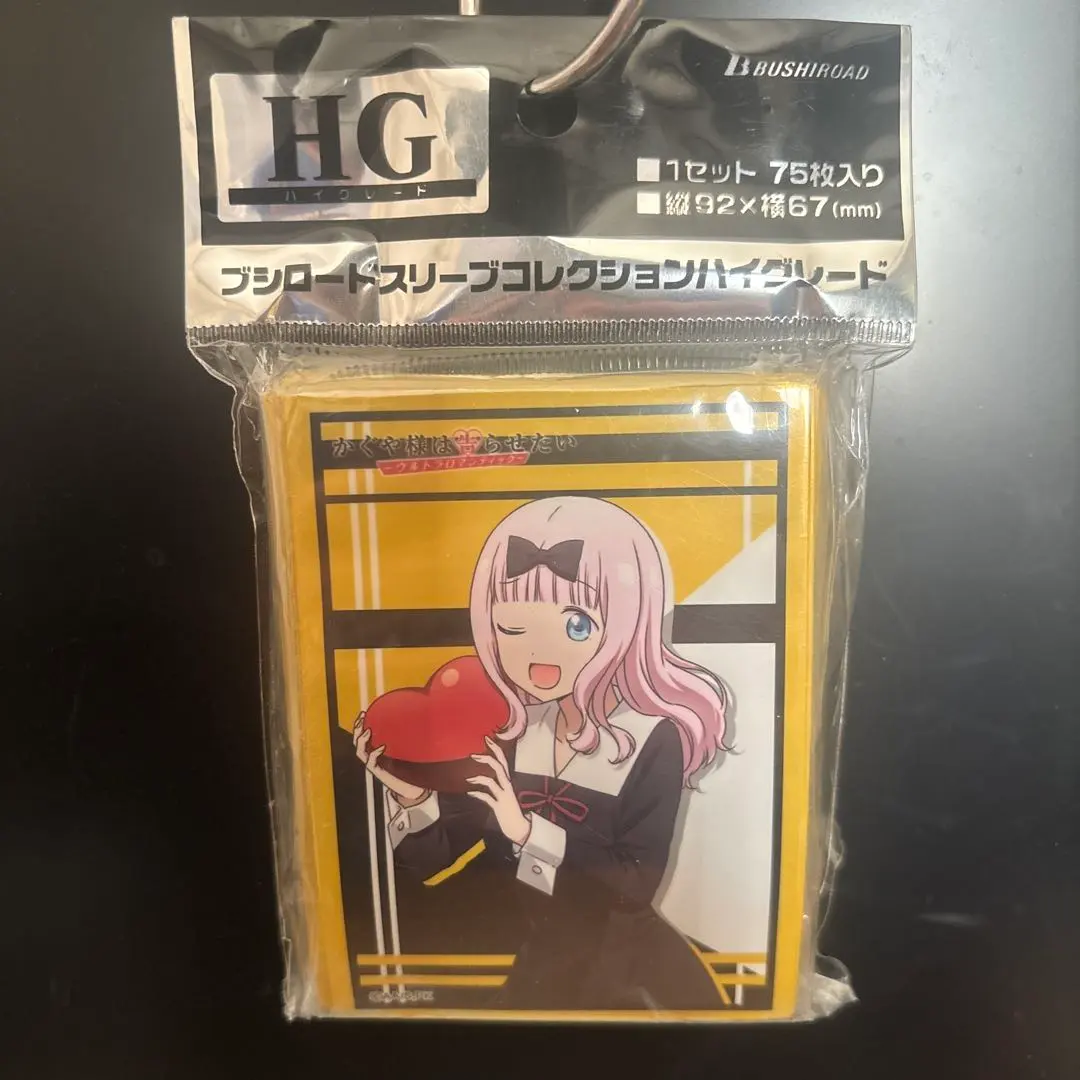 HG
ハイグレード
BUSHIROAD
■1セット 75枚入り
■縦92×横67(mm)
ブシロードスリーブコレクションハイグレード
かぐや様は告らせたい
~ウルトラロマンティック~